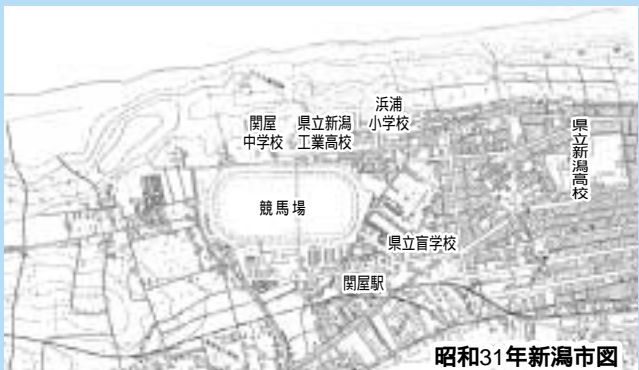 浜浦
小学校
関屋
中学校
県立新潟
工業高校
県立新潟高校
競馬場
県立盲学校
関屋駅
昭和31年新潟市図